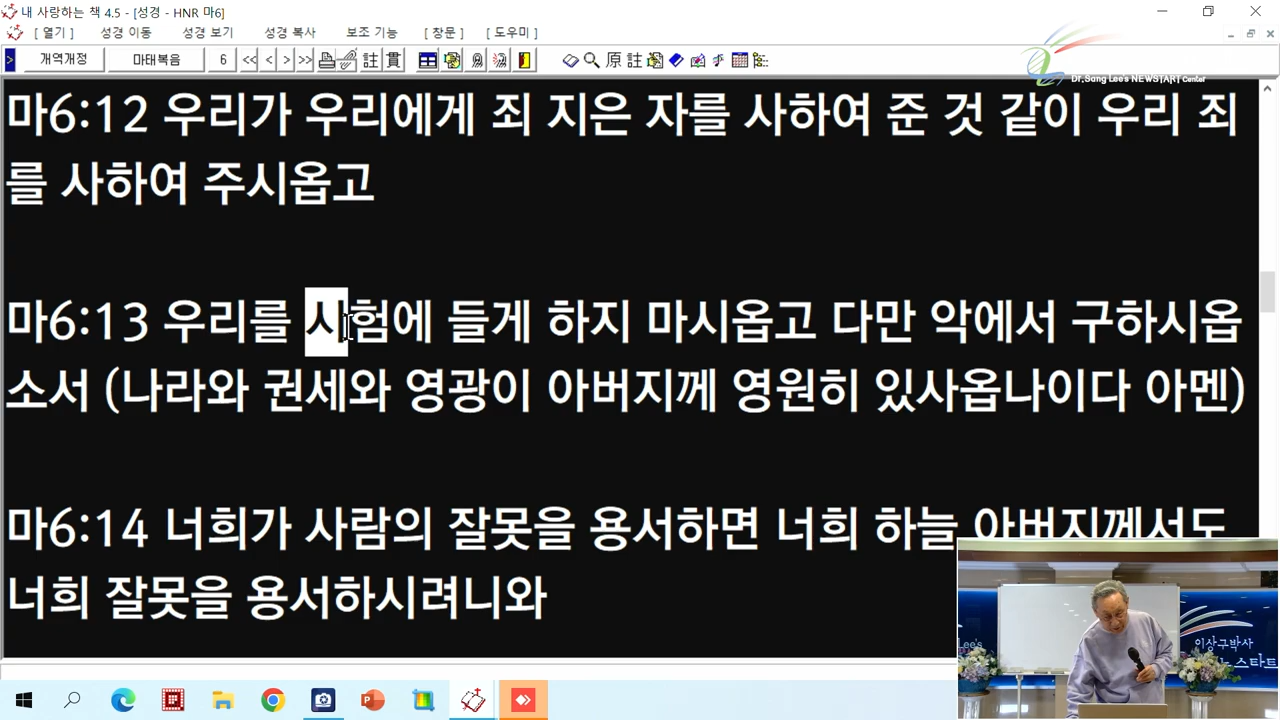 내 사랑하는 책 4.5 - [성경 - HNR 마6]
[ 열기 ] 성경 이동 성경 보기 성경 복사 보조 기능 [ 창문 ] [ 도우미 ]
개역개정 마태복음 6 << < > >> 註 貫 原 註
Dr.Sang Lee's NEWSTART Center
마6:12 우리가 우리에게 죄 지은 자를 사하여 준 것 같이 우리 죄
를 사하여 주시옵고
마6:13 우리를 시험에 들게 하지 마시옵고 다만 악에서 구하시옵
소서 (나라와 권세와 영광이 아버지께 영원히 있사옵나이다 아멘)
마6:14 너희가 사람의 잘못을 용서하면 너희 하늘 아버지께서도
너희 잘못을 용서하시려니와
Lee's
이상구박사
스타트